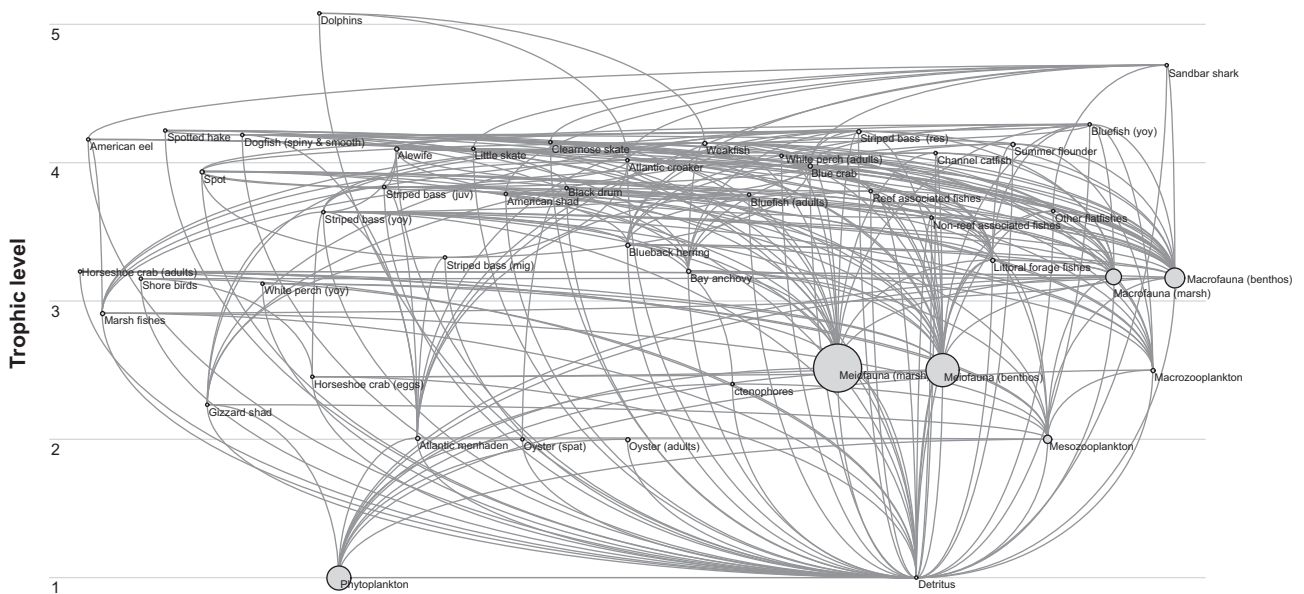 Dolphins
5
Sandbar shark
Spotted hake
Dogfish (spiny & smooth)
American eel
Bluefish (yoy)
Striped bass (res)
Alewife
Little skate
Clearnose skate
Weakfish
Summer flounder
White perch (adults)
Channel catfish
Atlantic croaker
Blue crab
4
Spot
Striped bass (juv)
Black drum
American shad
Bluefish (adults)
Reef associated fishes
Striped bass (yoy)
Other flatfishes
Non-reef associated fishes
Blueback herring
Striped bass (mig)
Littoral forage fishes
Horseshoe crab (adults)
Shore birds
White perch (yoy)
Bay anchovy
Macrofauna (benthos)
Macrofauna (marsh)
Trophic level
3
Marsh fishes
Horseshoe crab (eggs)
ctenophores
Meiofauna (marsh)
Meiofauna (benthos)
Macrozooplankton
Gizzard shad
2
Atlantic menhaden
Oyster (spat)
Oyster (adults)
Mesozooplankton
1
Phytoplankton
Detritus